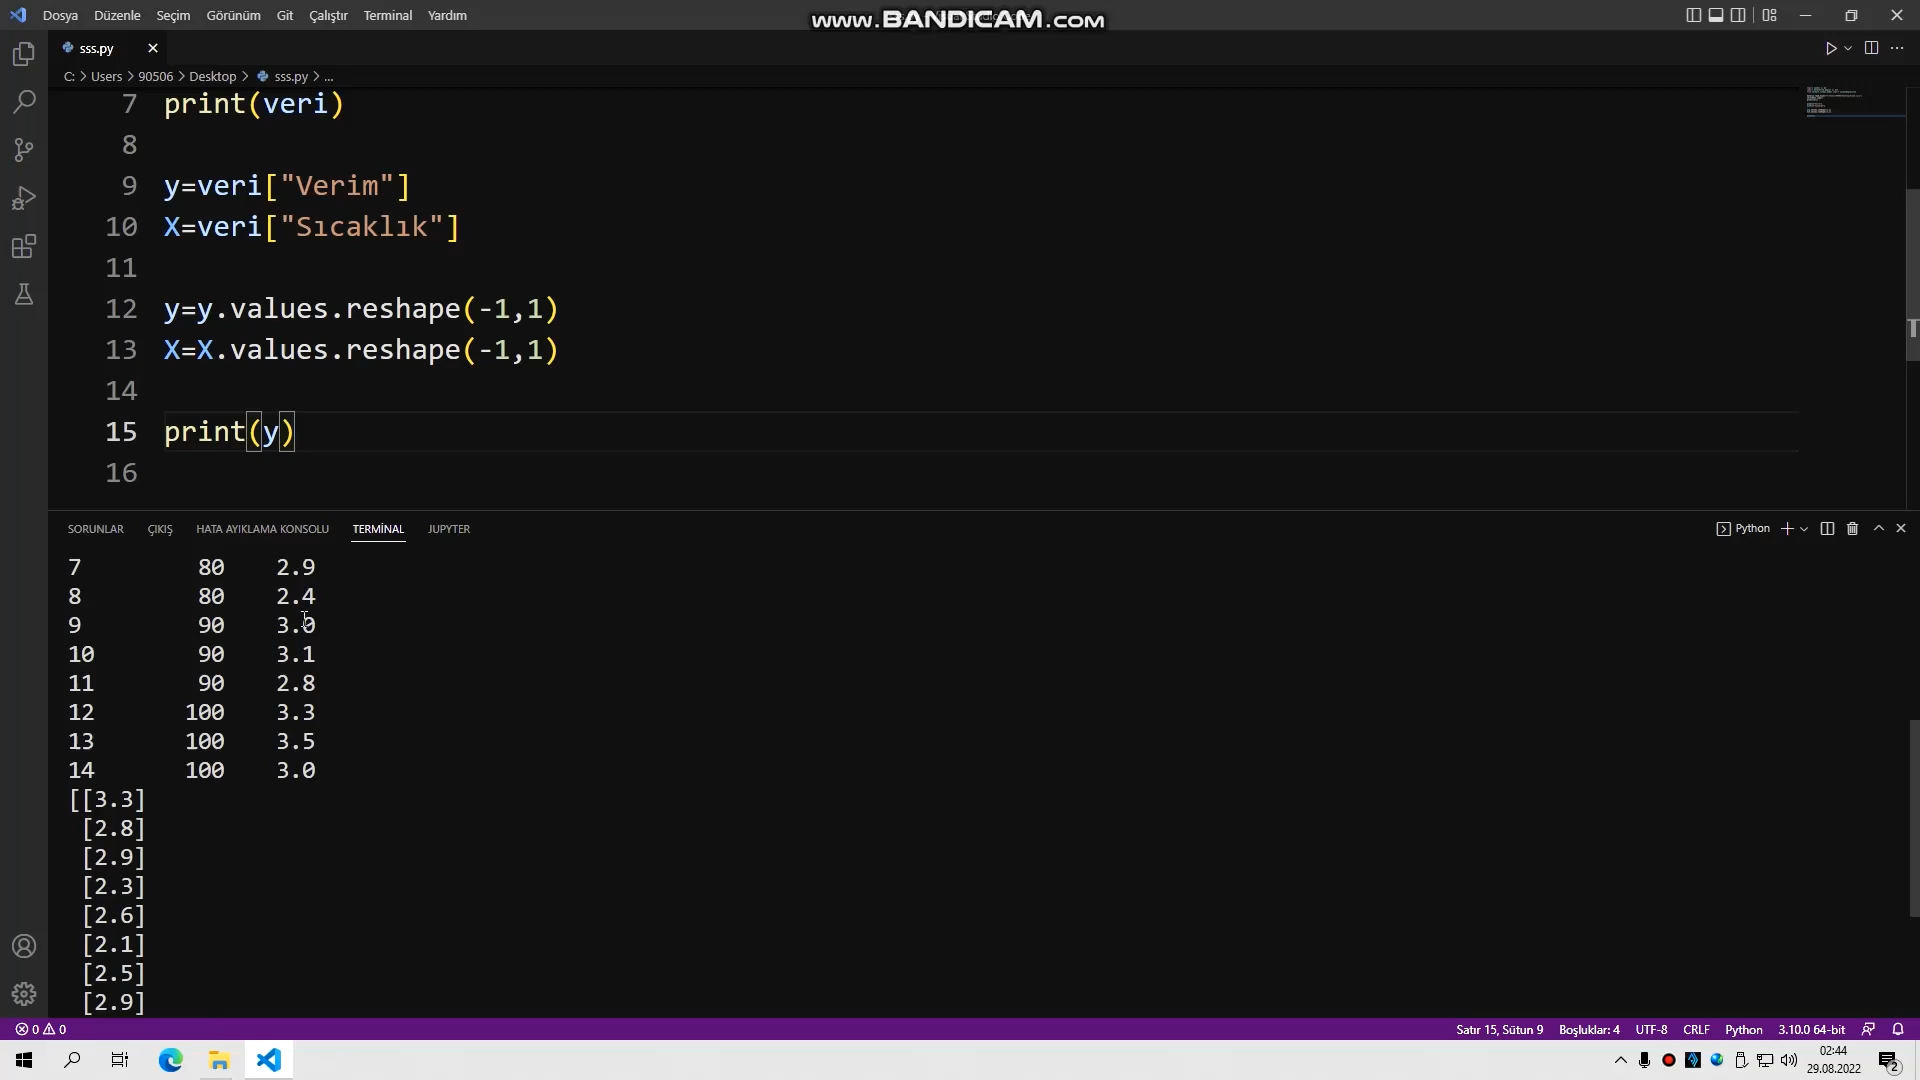 Dosya Düzenle Seçim Görünüm Git Çalıştır Terminal Yardım
www.BANDICAM.com
sss.py
C: > Users > 90506 > Desktop > sss.py > ...
7 print(veri)
8
9 y=veri["Verim"]
10 X=veri["Sıcaklık"]
11
12 y=y.values.reshape(-1,1)
13 X=X.values.reshape(-1,1)
14
15 print(y)
16
SORUNLAR ÇIKIŞ HATA AYIKLAMA KONSOLU TERMİNAL JUPYTER
Python
7 80 2.9
8 80 2.4
9 90 3.0
10 90 3.1
11 90 2.8
12 100 3.3
13 100 3.5
14 100 3.0
[[3.3]
[2.8]
[2.9]
[2.3]
[2.6]
[2.1]
[2.5]
[2.9]
0 0
Satır 15, Sütun 9 Boşluklar: 4 UTF-8 CRLF Python 3.10.0 64-bit
02:44
29.08.2022
2